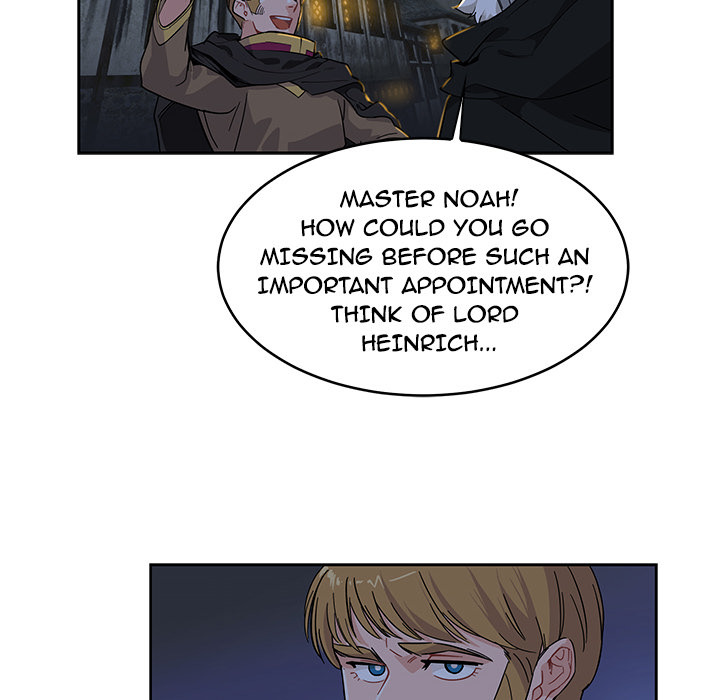 MASTER NOAH!
HOW COULD YOU GO
MISSING BEFORE SUCH AN
IMPORTANT APPOINTMENT?!
THINK OF LORD
HEINRICH...